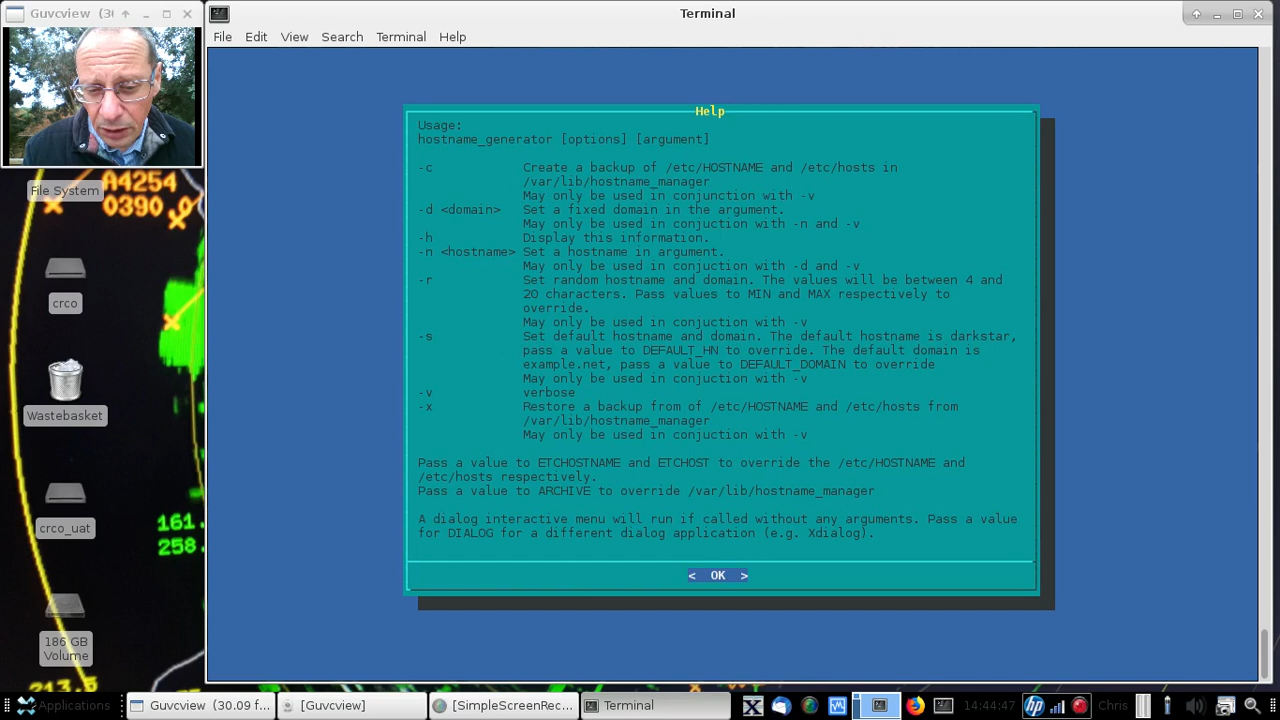 Guvcview (3
Terminal
File Edit View Search Terminal Help
Help
Usage:
hostname_generator [options] [argument]
-c Create a backup of /etc/HOSTNAME and /etc/hosts in
/var/lib/hostname_manager
May only be used in conjunction with -v
-d <domain> Set a fixed domain in the argument.
May only be used in conjuction with -n and -v
-h Display this information.
-n <hostname> Set a hostname in argument.
May only be used in conjuction with -d and -v
-r Set random hostname and domain. The values will be between 4 and
20 characters. Pass values to MIN and MAX respectively to
override.
May only be used in conjuction with -v
-s Set default hostname and domain. The default hostname is darkstar,
pass a value to DEFAULT_HN to override. The default domain is
example.net, pass a value to DEFAULT_DOMAIN to override
May only be used in conjuction with -v
-v verbose
-x Restore a backup from of /etc/HOSTNAME and /etc/hosts from
/var/lib/hostname_manager
May only be used in conjuction with -v
Pass a value to ETCHOSTNAME and ETCHOST to override the /etc/HOSTNAME and
/etc/hosts respectively.
Pass a value to ARCHIVE to override /var/lib/hostname_manager
A dialog interactive menu will run if called without any arguments. Pass a value
for DIALOG for a different dialog application (e.g. Xdialog).
< OK >
A4254
0390
File System
crco
Wastebasket
161.
258.
crco_uat
186 GB
Volume
213.5
Applications
Guvcview (30.09 f...
[Guvcview]
[SimpleScreenRec...
Terminal
hp
14:44:47
Chris